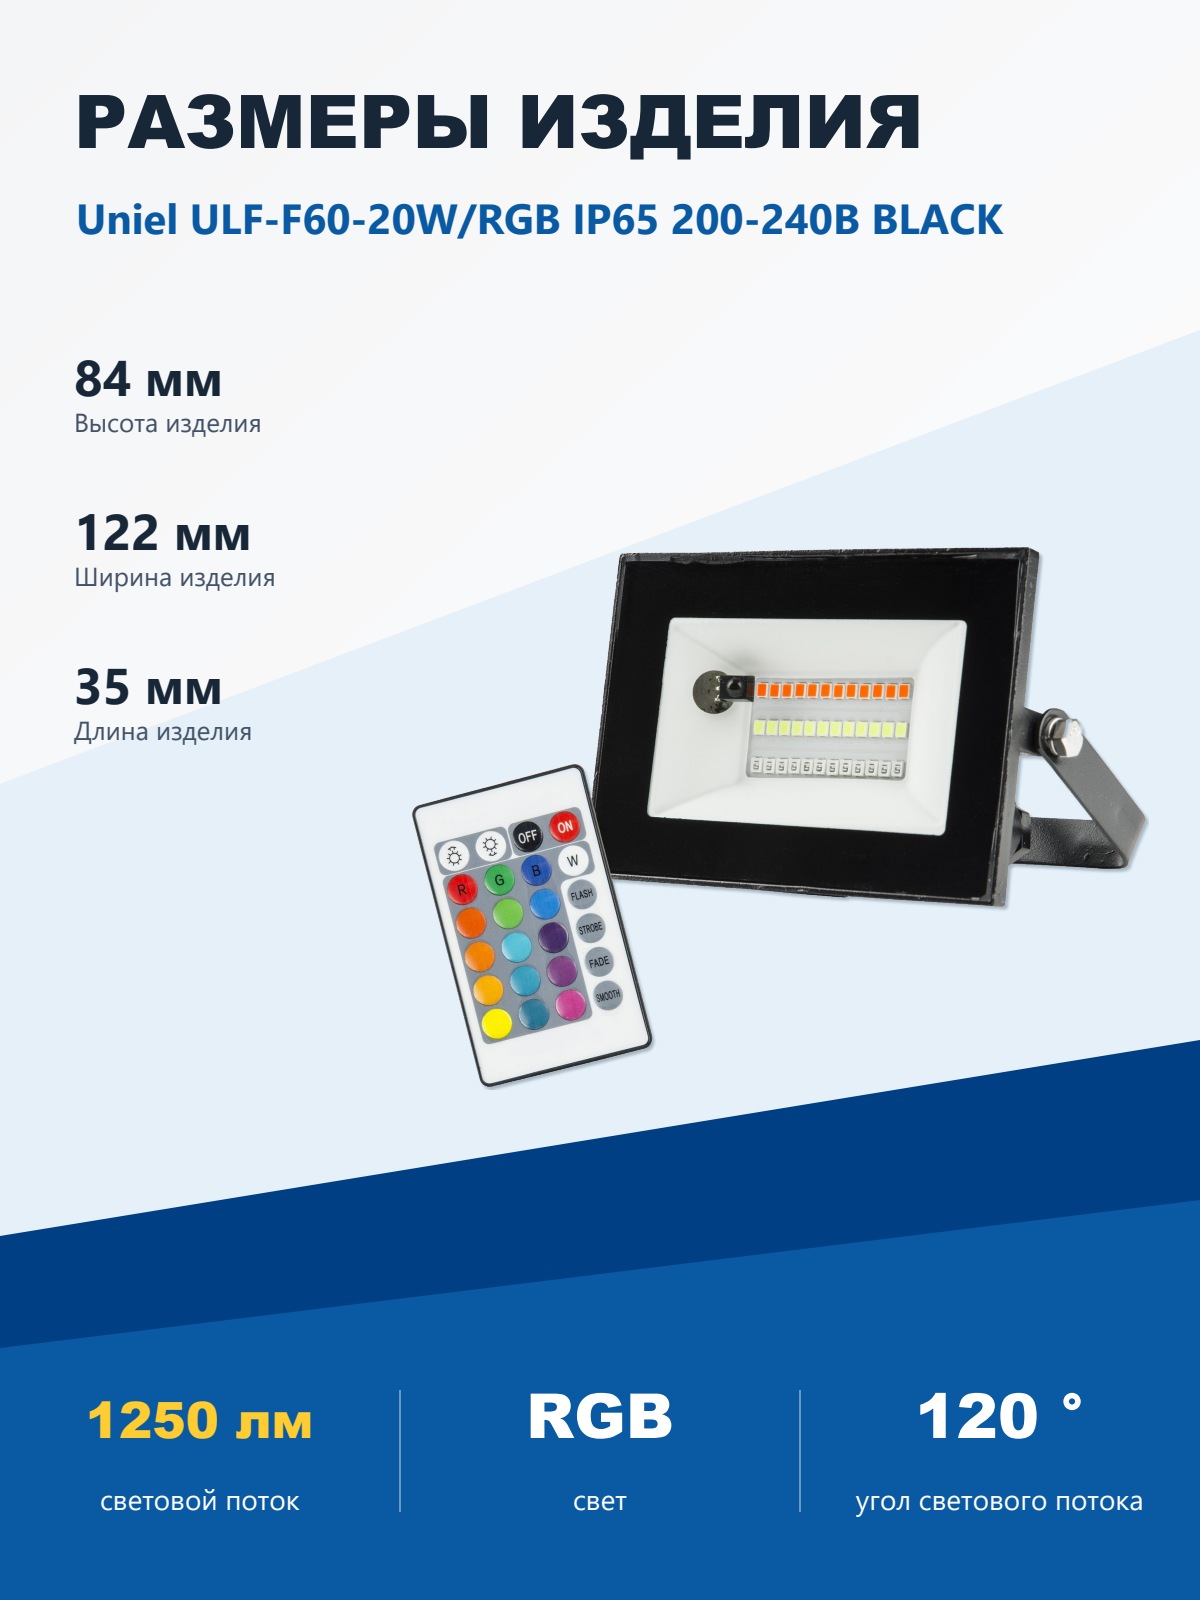 РАЗМЕРЫ ИЗДЕЛИЯ
Uniel ULF-F60-20W/RGB IP65 200-240В BLACK
84 мм
Высота изделия
122 мм
Ширина изделия
35 мм
Длина изделия
OFF ON
R G B W
FLASH
STROBE
FADE
SMOOTH
1250 лм
световой поток
RGB
свет
120 °
угол светового потока